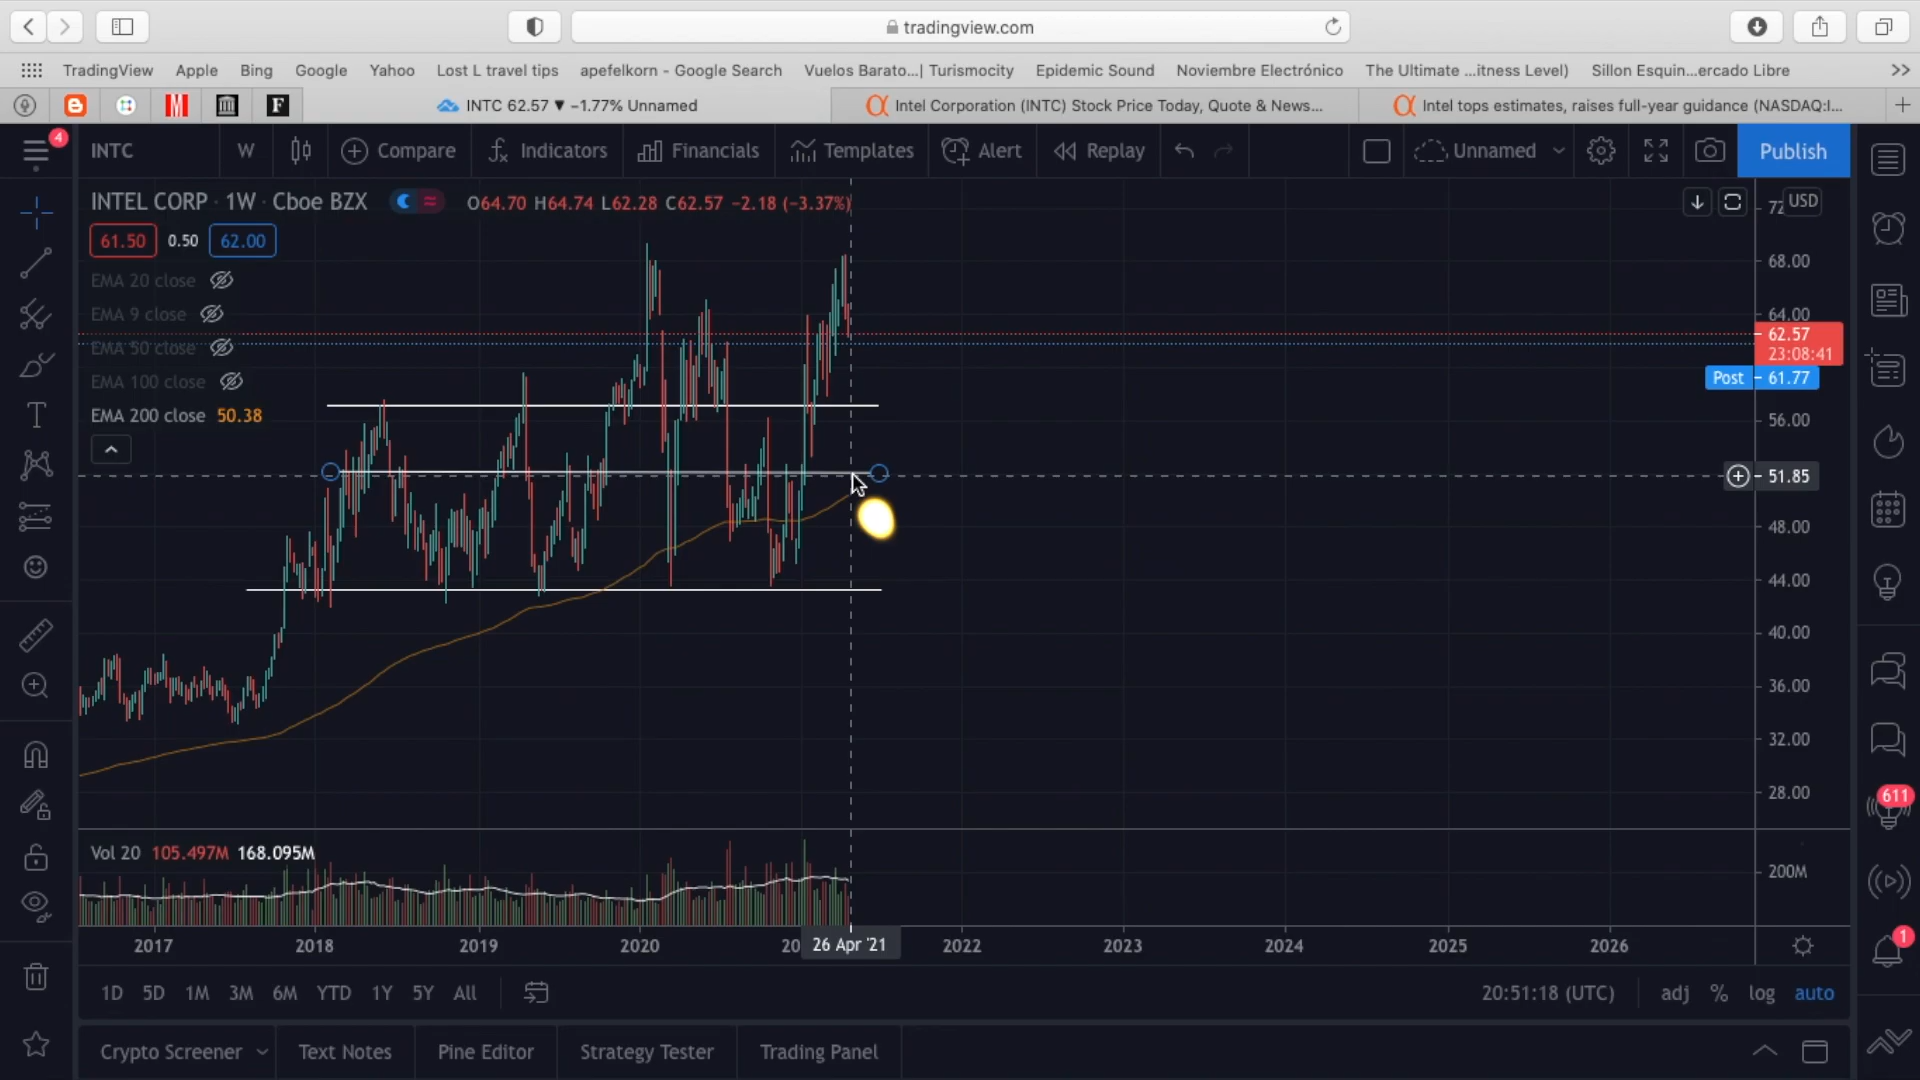 tradingview.com
TradingView Apple Bing Google Yahoo Lost L travel tips apefelkorn - Google Search Vuelos Barato...| Turismocity Epidemic Sound Noviembre Electrónico The Ultimate ...itness Level) Sillon Esquin...ercado Libre >>
M F INTC 62.57 ▼ −1.77% Unnamed Intel Corporation (INTC) Stock Price Today, Quote & News... Intel tops estimates, raises full-year guidance (NASDAQ:I...
4 INTC W Compare Indicators Financials Templates Alert Replay Unnamed Publish
INTEL CORP · 1W · Cboe BZX O64.70 H64.74 L62.28 C62.57 −2.18 (−3.37%) USD
72
61.50 0.50 62.00
68.00
EMA 20 close
EMA 9 close 64.00
62.57
23:08:41
EMA 50 close
EMA 100 close
Post 61.77
EMA 200 close 50.38
56.00
51.85
48.00
44.00
40.00
36.00
32.00
28.00
611
Vol 20 105.497M 168.095M
200M
2017 2018 2019 2020 20 26 Apr '21 2022 2023 2024 2025 2026
1
1D 5D 1M 3M 6M YTD 1Y 5Y All 20:51:18 (UTC) adj % log auto
Crypto Screener Text Notes Pine Editor Strategy Tester Trading Panel